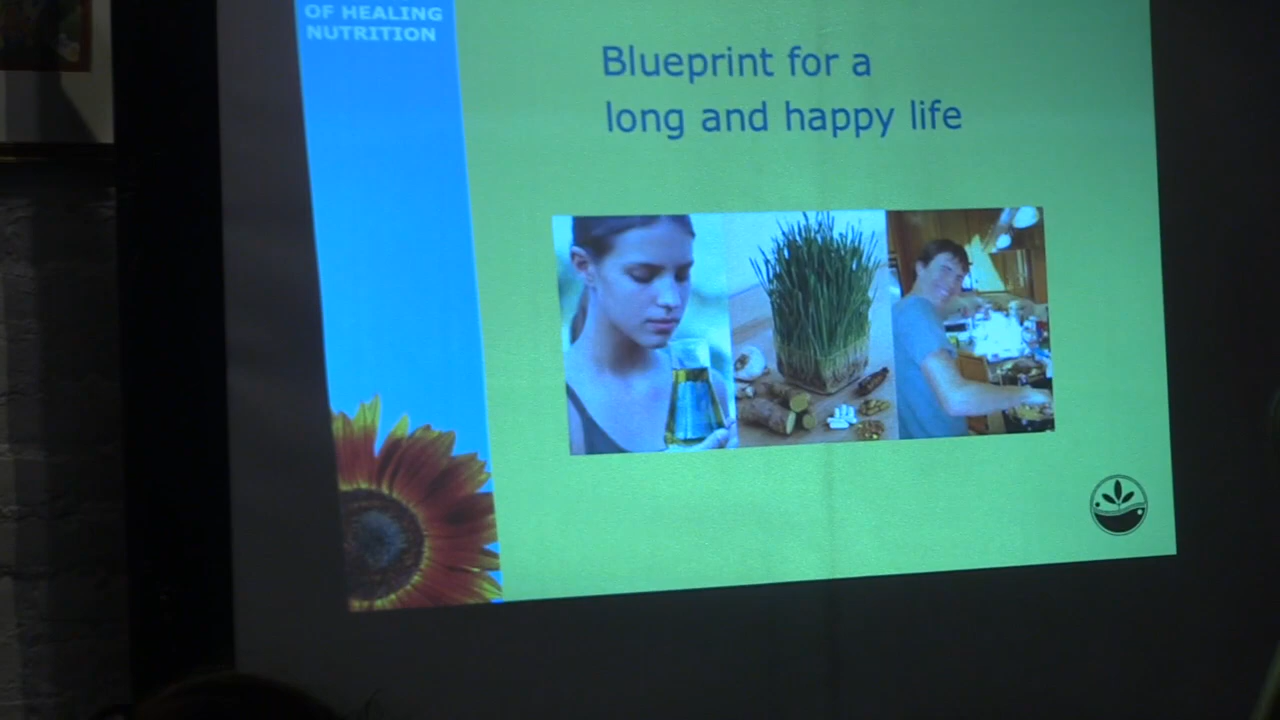 OF HEALING
NUTRITION
Blueprint for a
long and happy life